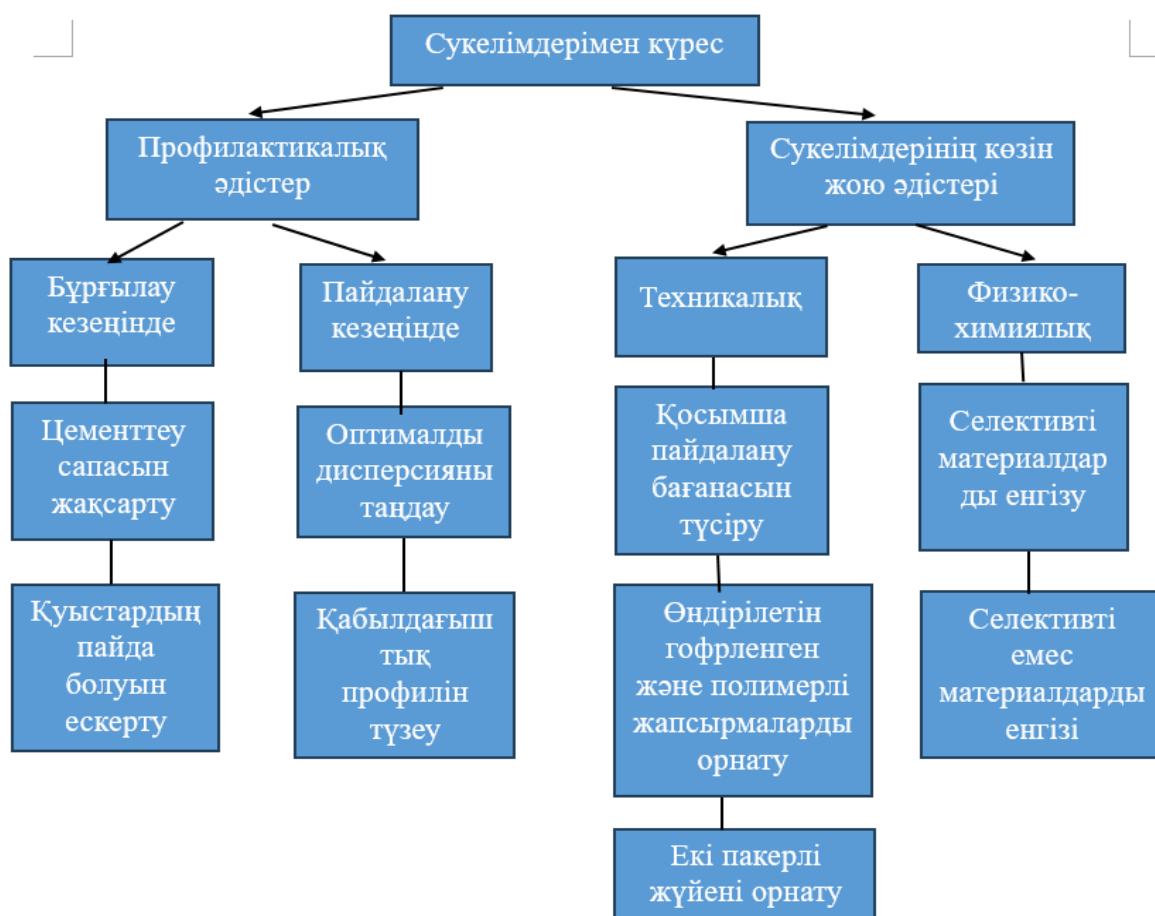 Сукелімдерімен күрес
Профилактикалық
әдістер
Сукелімдерінің көзін
жою әдістері
Бұрғылау
кезеңінде
Пайдалану
кезеңінде
Техникалық
Физико-
химиялық
Цементтеу
сапасын
жақсарту
Оптималды
дисперсияны
таңдау
Қосымша
пайдалану
бағанасын
түсіру
Селективті
материалдар
ды енгізу
Қуыстардың
пайда
болуын
ескерту
Қабылдағыш
тық
профилін
түзеу
Өндірілетін
гофрленген
және полимерлі
жапсырмаларды
орнату
Селективті
емес
материалдарды
енгізі
Екі пакерлі
жүйені орнату